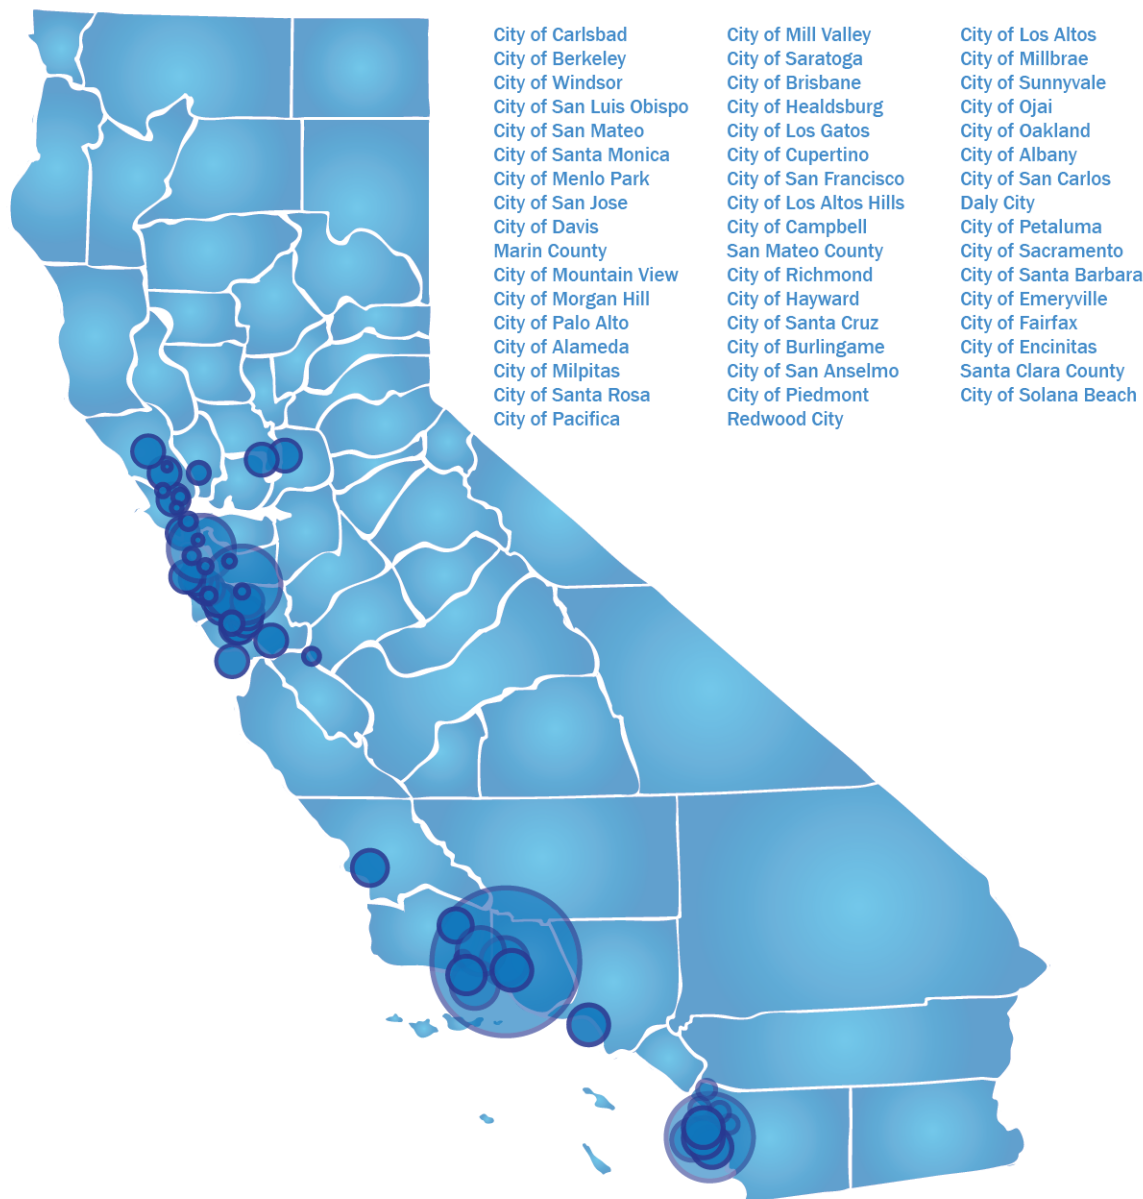 City of Carlsbad
City of Berkeley
City of Windsor
City of San Luis Obispo
City of San Mateo
City of Santa Monica
City of Menlo Park
City of San Jose
City of Davis
Marin County
City of Mountain View
City of Morgan Hill
City of Palo Alto
City of Alameda
City of Milpitas
City of Santa Rosa
City of Pacifica
City of Mill Valley
City of Saratoga
City of Brisbane
City of Healdsburg
City of Los Gatos
City of Cupertino
City of San Francisco
City of Los Altos Hills
City of Campbell
San Mateo County
City of Richmond
City of Hayward
City of Santa Cruz
City of Burlingame
City of San Anselmo
City of Piedmont
Redwood City
City of Los Altos
City of Millbrae
City of Sunnyvale
City of Ojai
City of Oakland
City of Albany
City of San Carlos
Daly City
City of Petaluma
City of Sacramento
City of Santa Barbara
City of Emeryville
City of Fairfax
City of Encinitas
Santa Clara County
City of Solana Beach